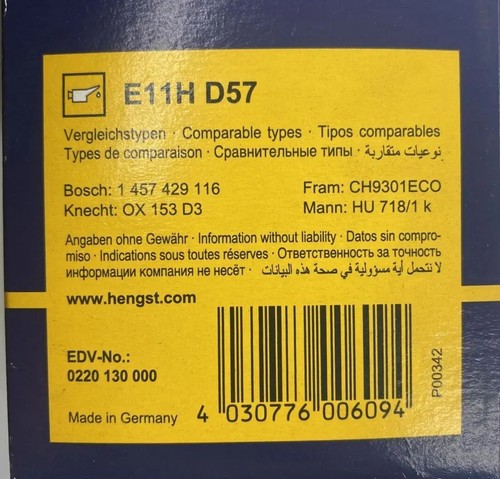 E11H D57
Vergleichstypen · Comparable types · Tipos comparables
Types de comparaison · Сравнительные типы · نوعيات متقاربة
Bosch: 1 457 429 116
Fram: CH9301ECO
Knecht: OX 153 D3
Mann: HU 718/1 k
Angaben ohne Gewähr · Information without liability · Datos sin compro-
miso · Indications sous toutes réserves · Ответственность за точность
информации компания не несёт · لا نتحمل أية مسؤولية في صحة هذه البيانات
www.hengst.com
EDV-No.:
0220 130 000
Made in Germany
4 030776 006094
P00342